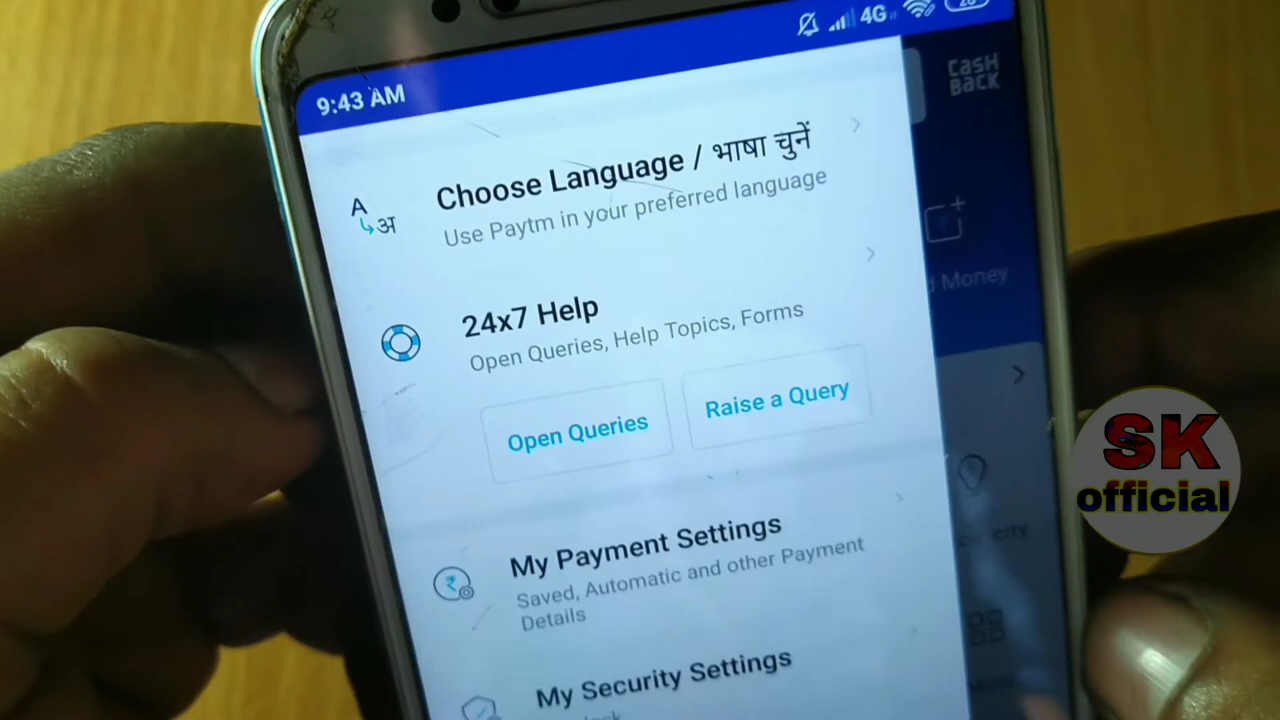 9:43 AM
4G
CASH
BACK
A
अ
Choose Language / भाषा चुनें
Use Paytm in your preferred language
Money
24x7 Help
Open Queries, Help Topics, Forms
Open Queries
Raise a Query
SK
official
My Payment Settings
Saved, Automatic and other Payment
Details
My Security Settings